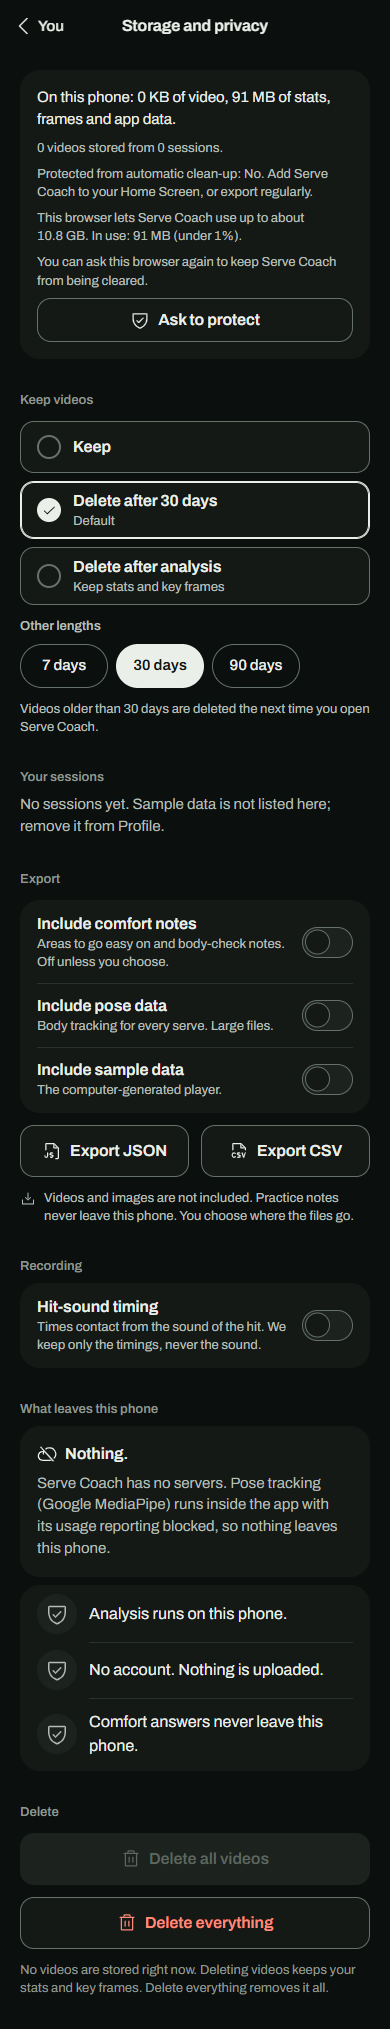 You
Storage and privacy
On this phone: 0 KB of video, 91 MB of stats,
frames and app data.
0 videos stored from 0 sessions.
Protected from automatic clean-up: No. Add Serve
Coach to your Home Screen, or export regularly.
This browser lets Serve Coach use up to about
10.8 GB. In use: 91 MB (under 1%).
You can ask this browser again to keep Serve Coach
from being cleared.
Ask to protect
Keep videos
Keep
Delete after 30 days
Default
Delete after analysis
Keep stats and key frames
Other lengths
7 days
30 days
90 days
Videos older than 30 days are deleted the next time you open
Serve Coach.
Your sessions
No sessions yet. Sample data is not listed here;
remove it from Profile.
Export
Include comfort notes
Areas to go easy on and body-check notes.
Off unless you choose.
Include pose data
Body tracking for every serve. Large files.
Include sample data
The computer-generated player.
JS
Export JSON
CSV
Export CSV
Videos and images are not included. Practice notes
never leave this phone. You choose where the files go.
Recording
Hit-sound timing
Times contact from the sound of the hit. We
keep only the timings, never the sound.
What leaves this phone
Nothing.
Serve Coach has no servers. Pose tracking
(Google MediaPipe) runs inside the app with
its usage reporting blocked, so nothing leaves
this phone.
Analysis runs on this phone.
No account. Nothing is uploaded.
Comfort answers never leave this
phone.
Delete
Delete all videos
Delete everything
No videos are stored right now. Deleting videos keeps your
stats and key frames. Delete everything removes it all.